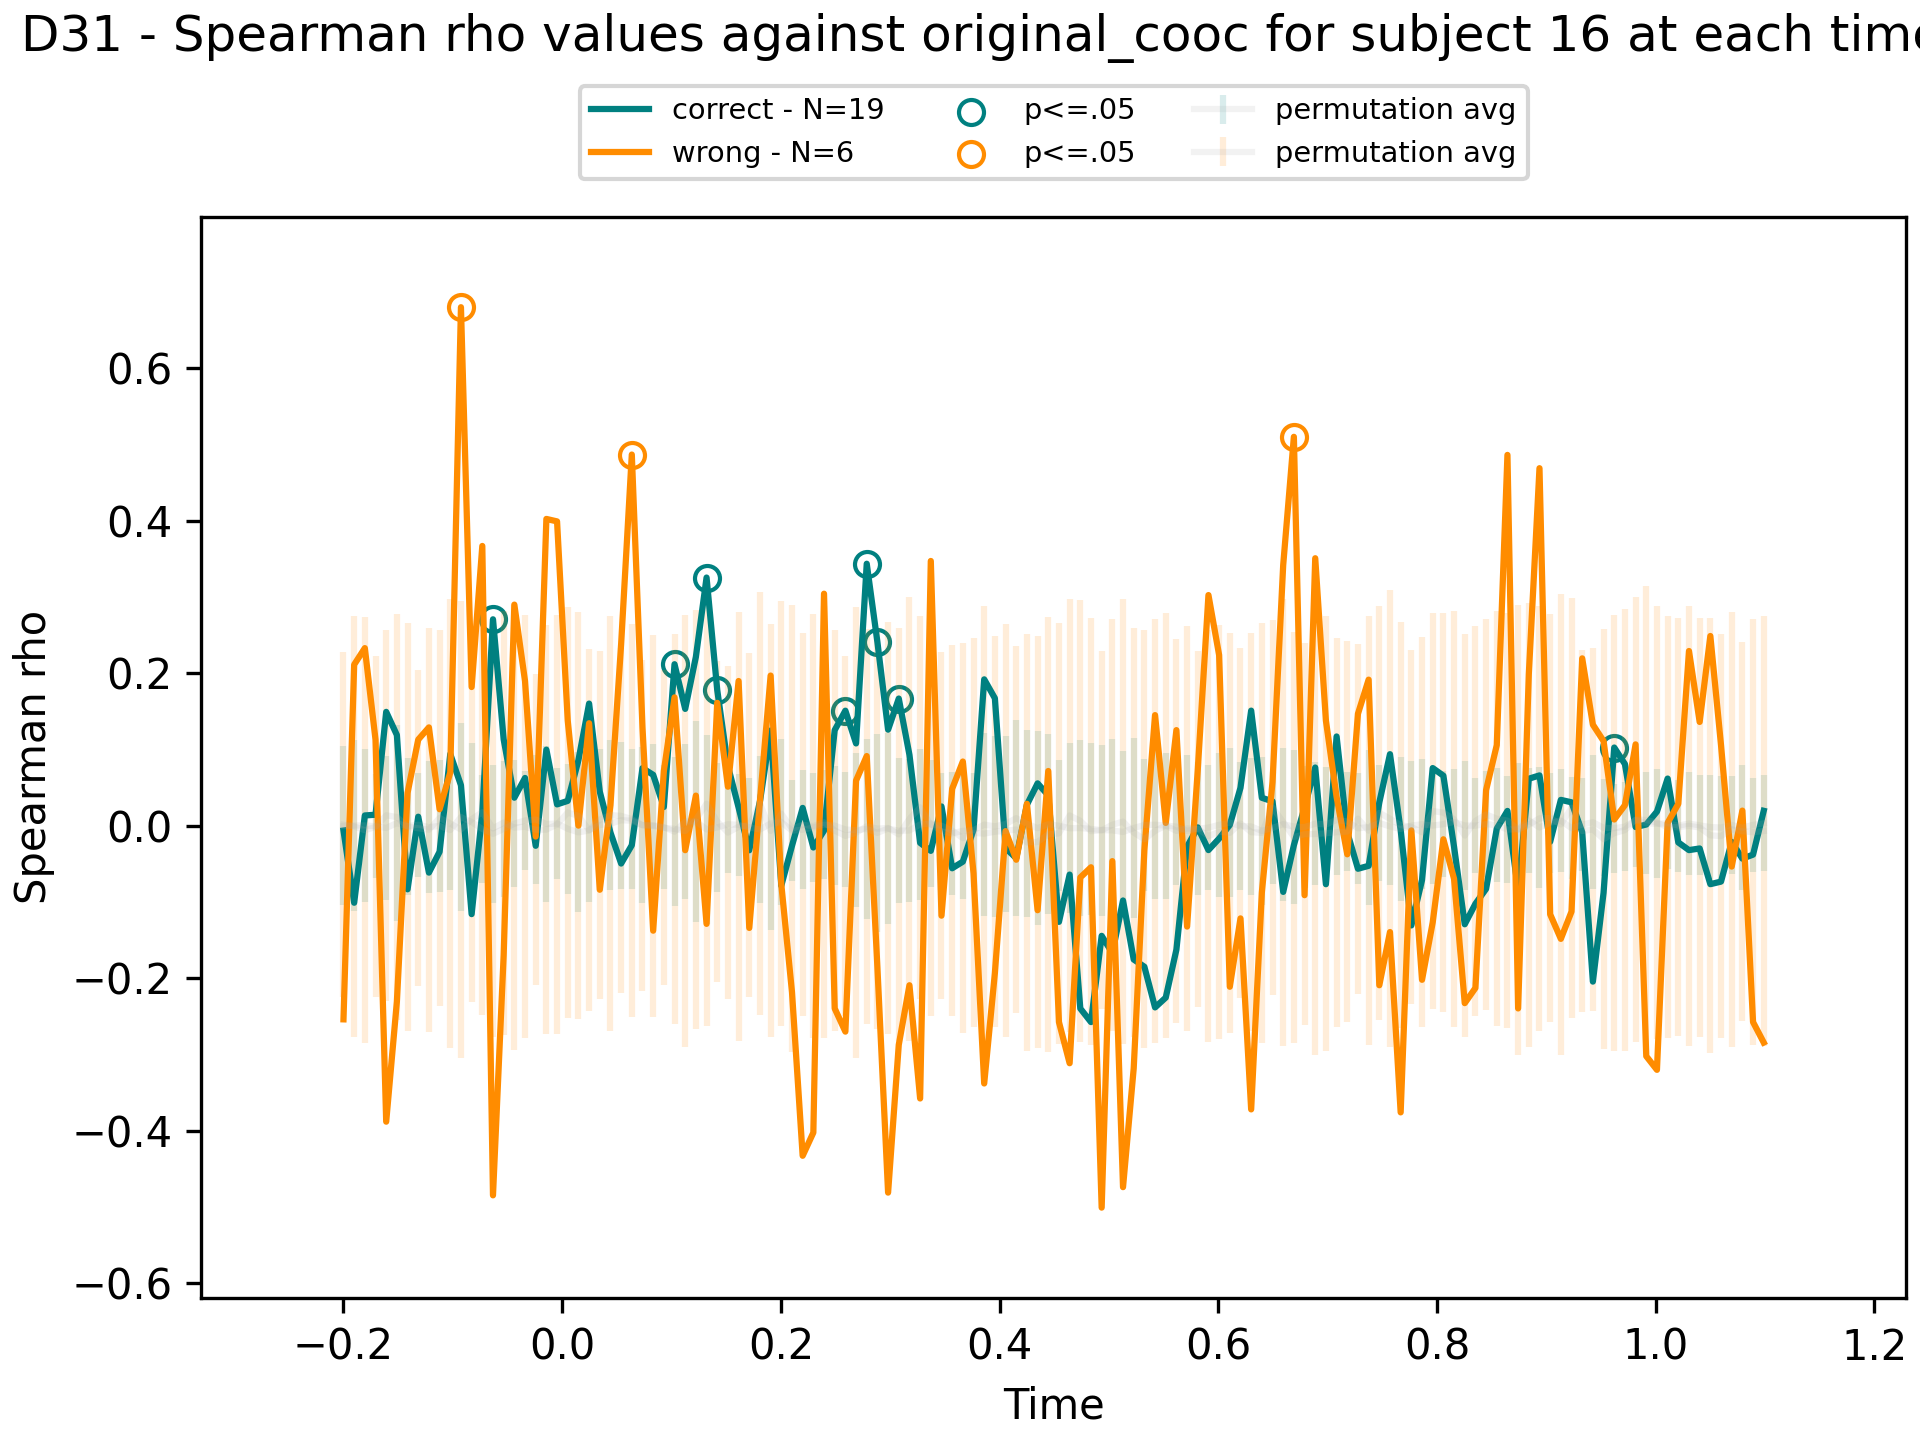 D31 - Spearman rho values against original_cooc for subject 16 at each time
correct - N=19 p<=.05 permutation avg
wrong - N=6 p<=.05 permutation avg
Spearman rho
0.6
0.4
0.2
0.0
−0.2
−0.4
−0.6
−0.2 0.0 0.2 0.4 0.6 0.8 1.0 1.2
Time